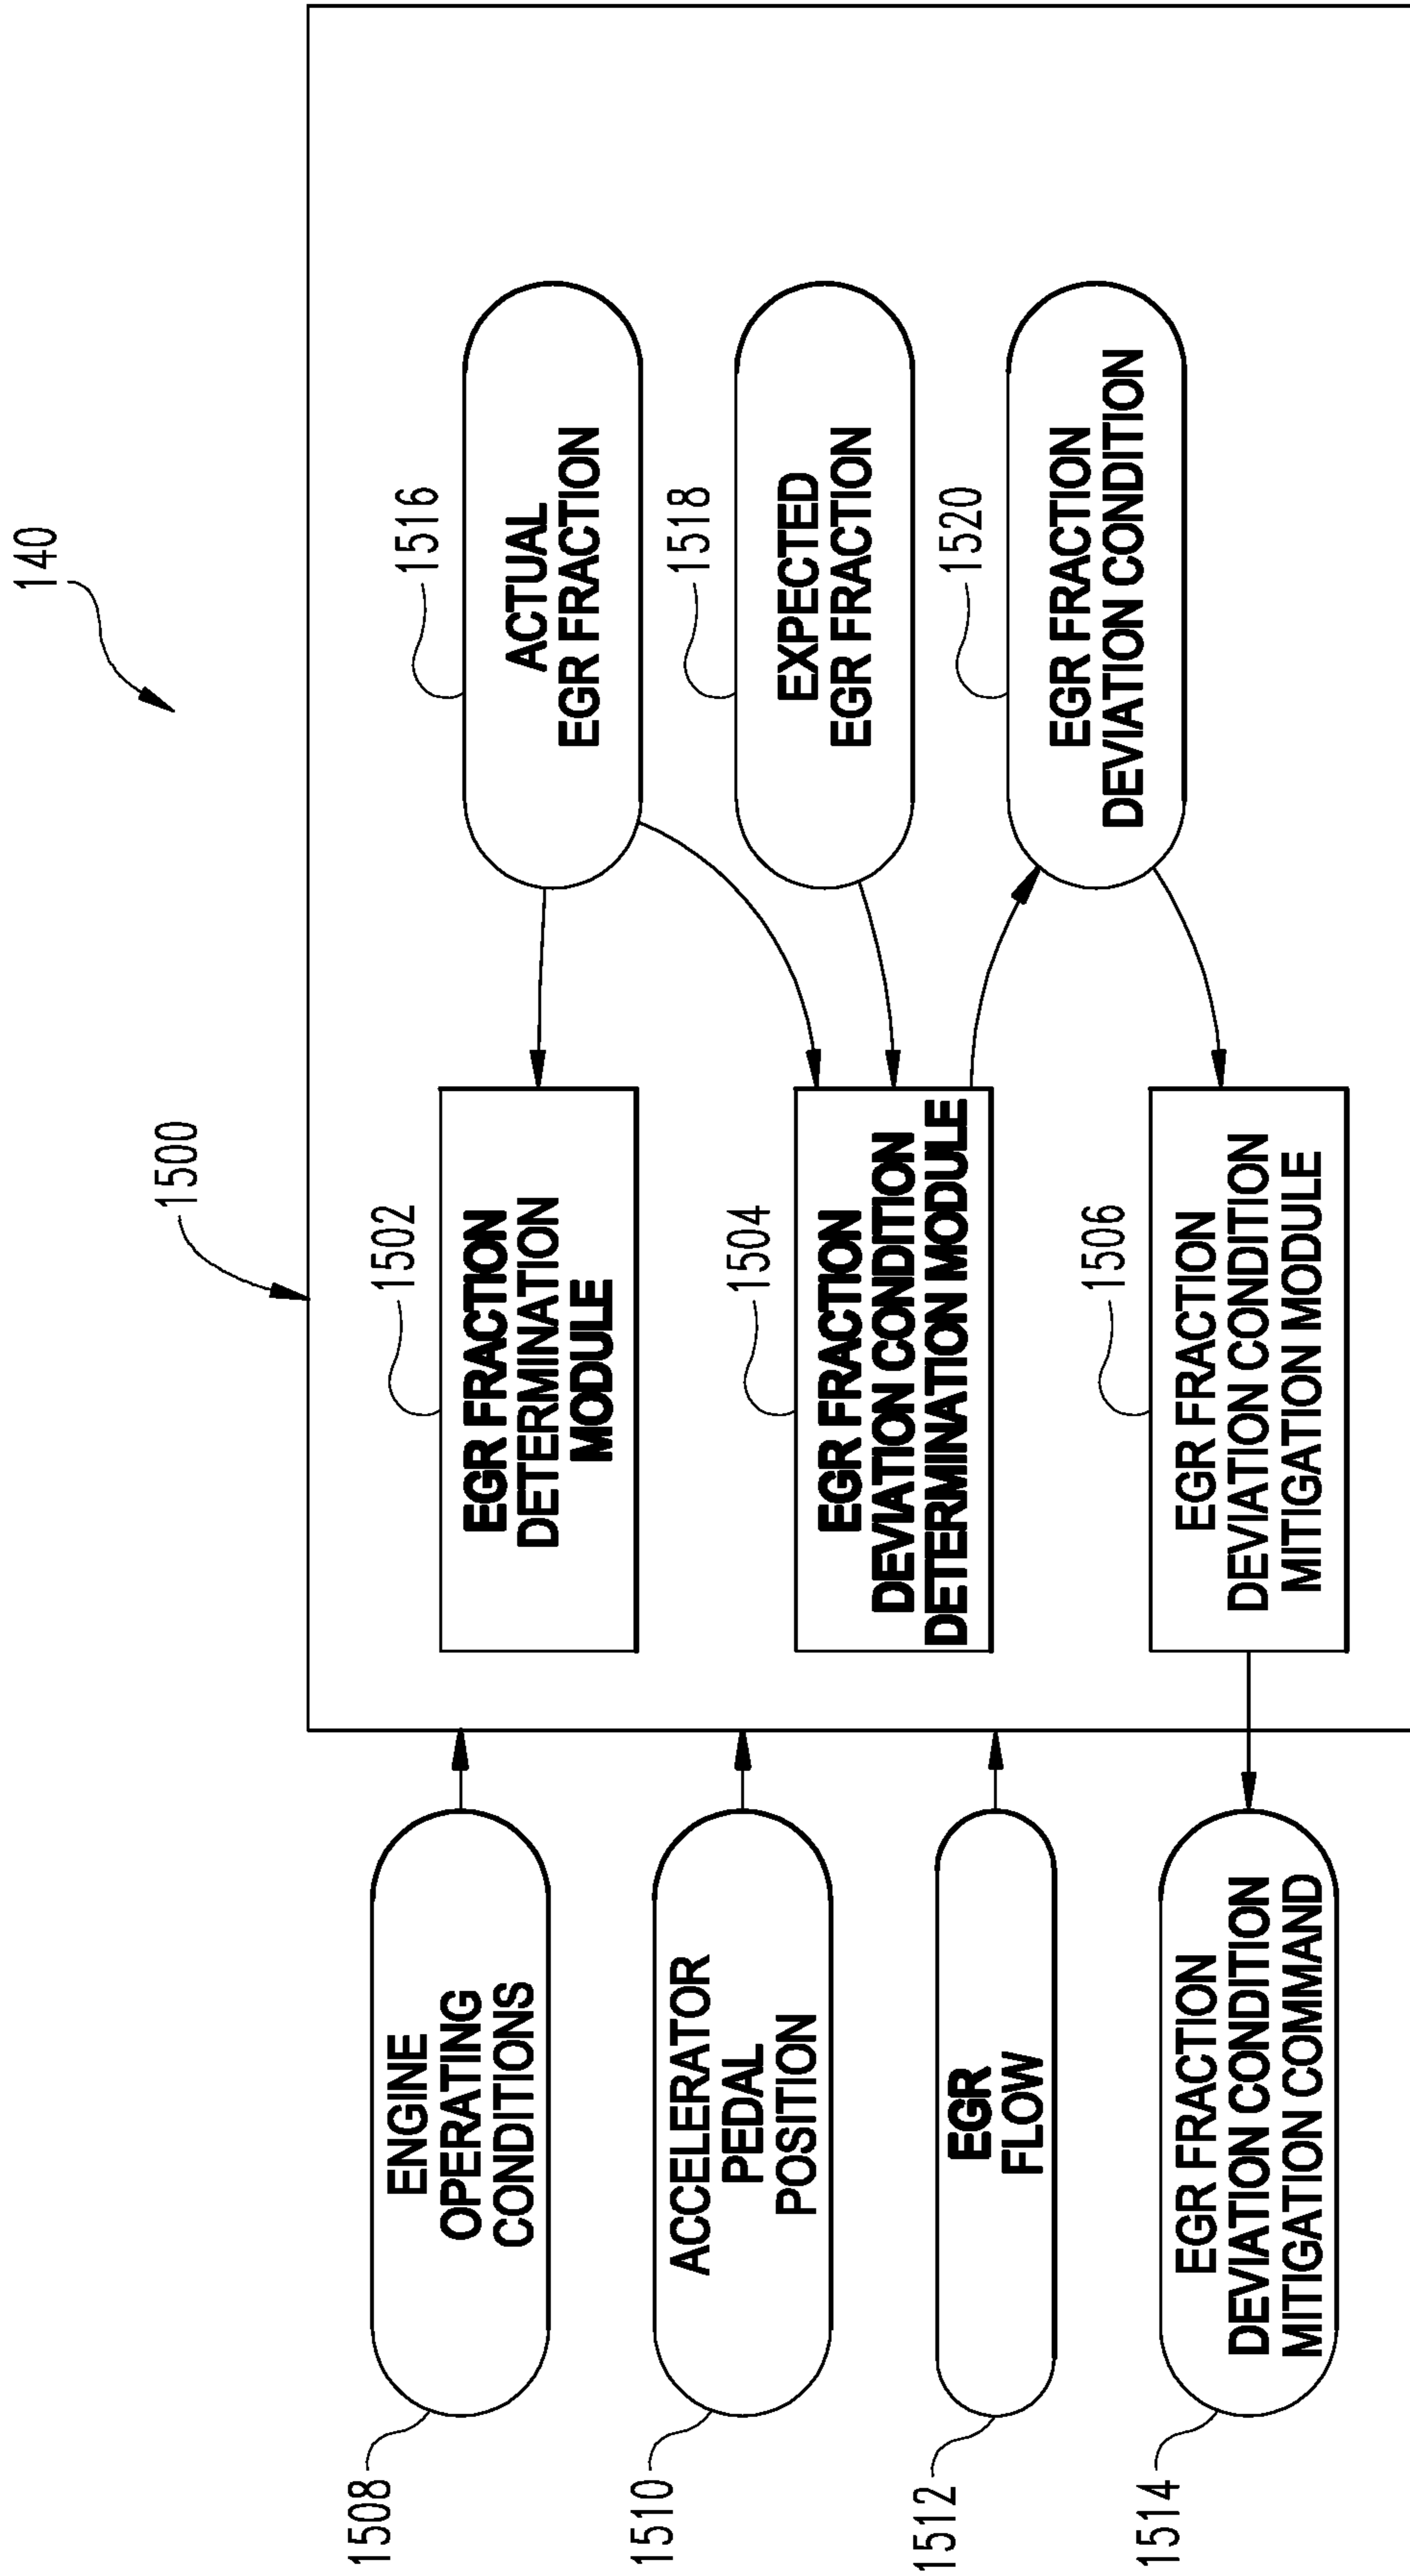 140
1500
1508
ENGINE
OPERATING
CONDITIONS
1510
ACCELERATOR
PEDAL
POSITION
1512
EGR
FLOW
1514
EGR FRACTION
DEVIATION CONDITION
MITIGATION COMMAND
1502
EGR FRACTION
DETERMINATION
MODULE
1504
EGR FRACTION
DEVIATION CONDITION
DETERMINATION MODULE
1506
EGR FRACTION
DEVIATION CONDITION
MITIGATION MODULE
1516
ACTUAL
EGR FRACTION
1518
EXPECTED
EGR FRACTION
1520
EGR FRACTION
DEVIATION CONDITION